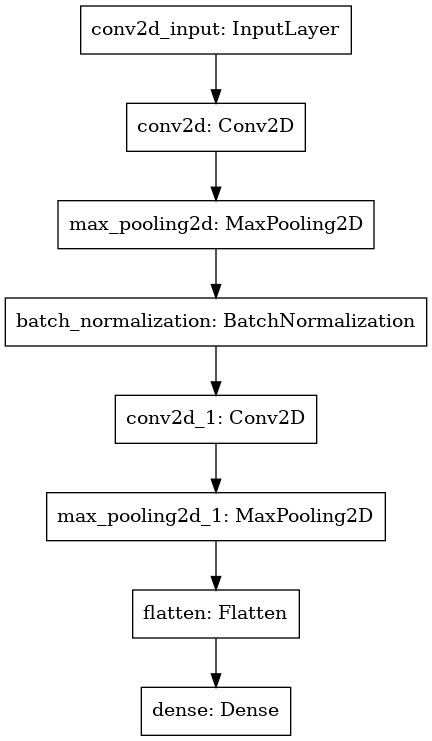 conv2d_input: InputLayer
conv2d: Conv2D
max_pooling2d: MaxPooling2D
batch_normalization: BatchNormalization
conv2d_1: Conv2D
max_pooling2d_1: MaxPooling2D
flatten: Flatten
dense: Dense